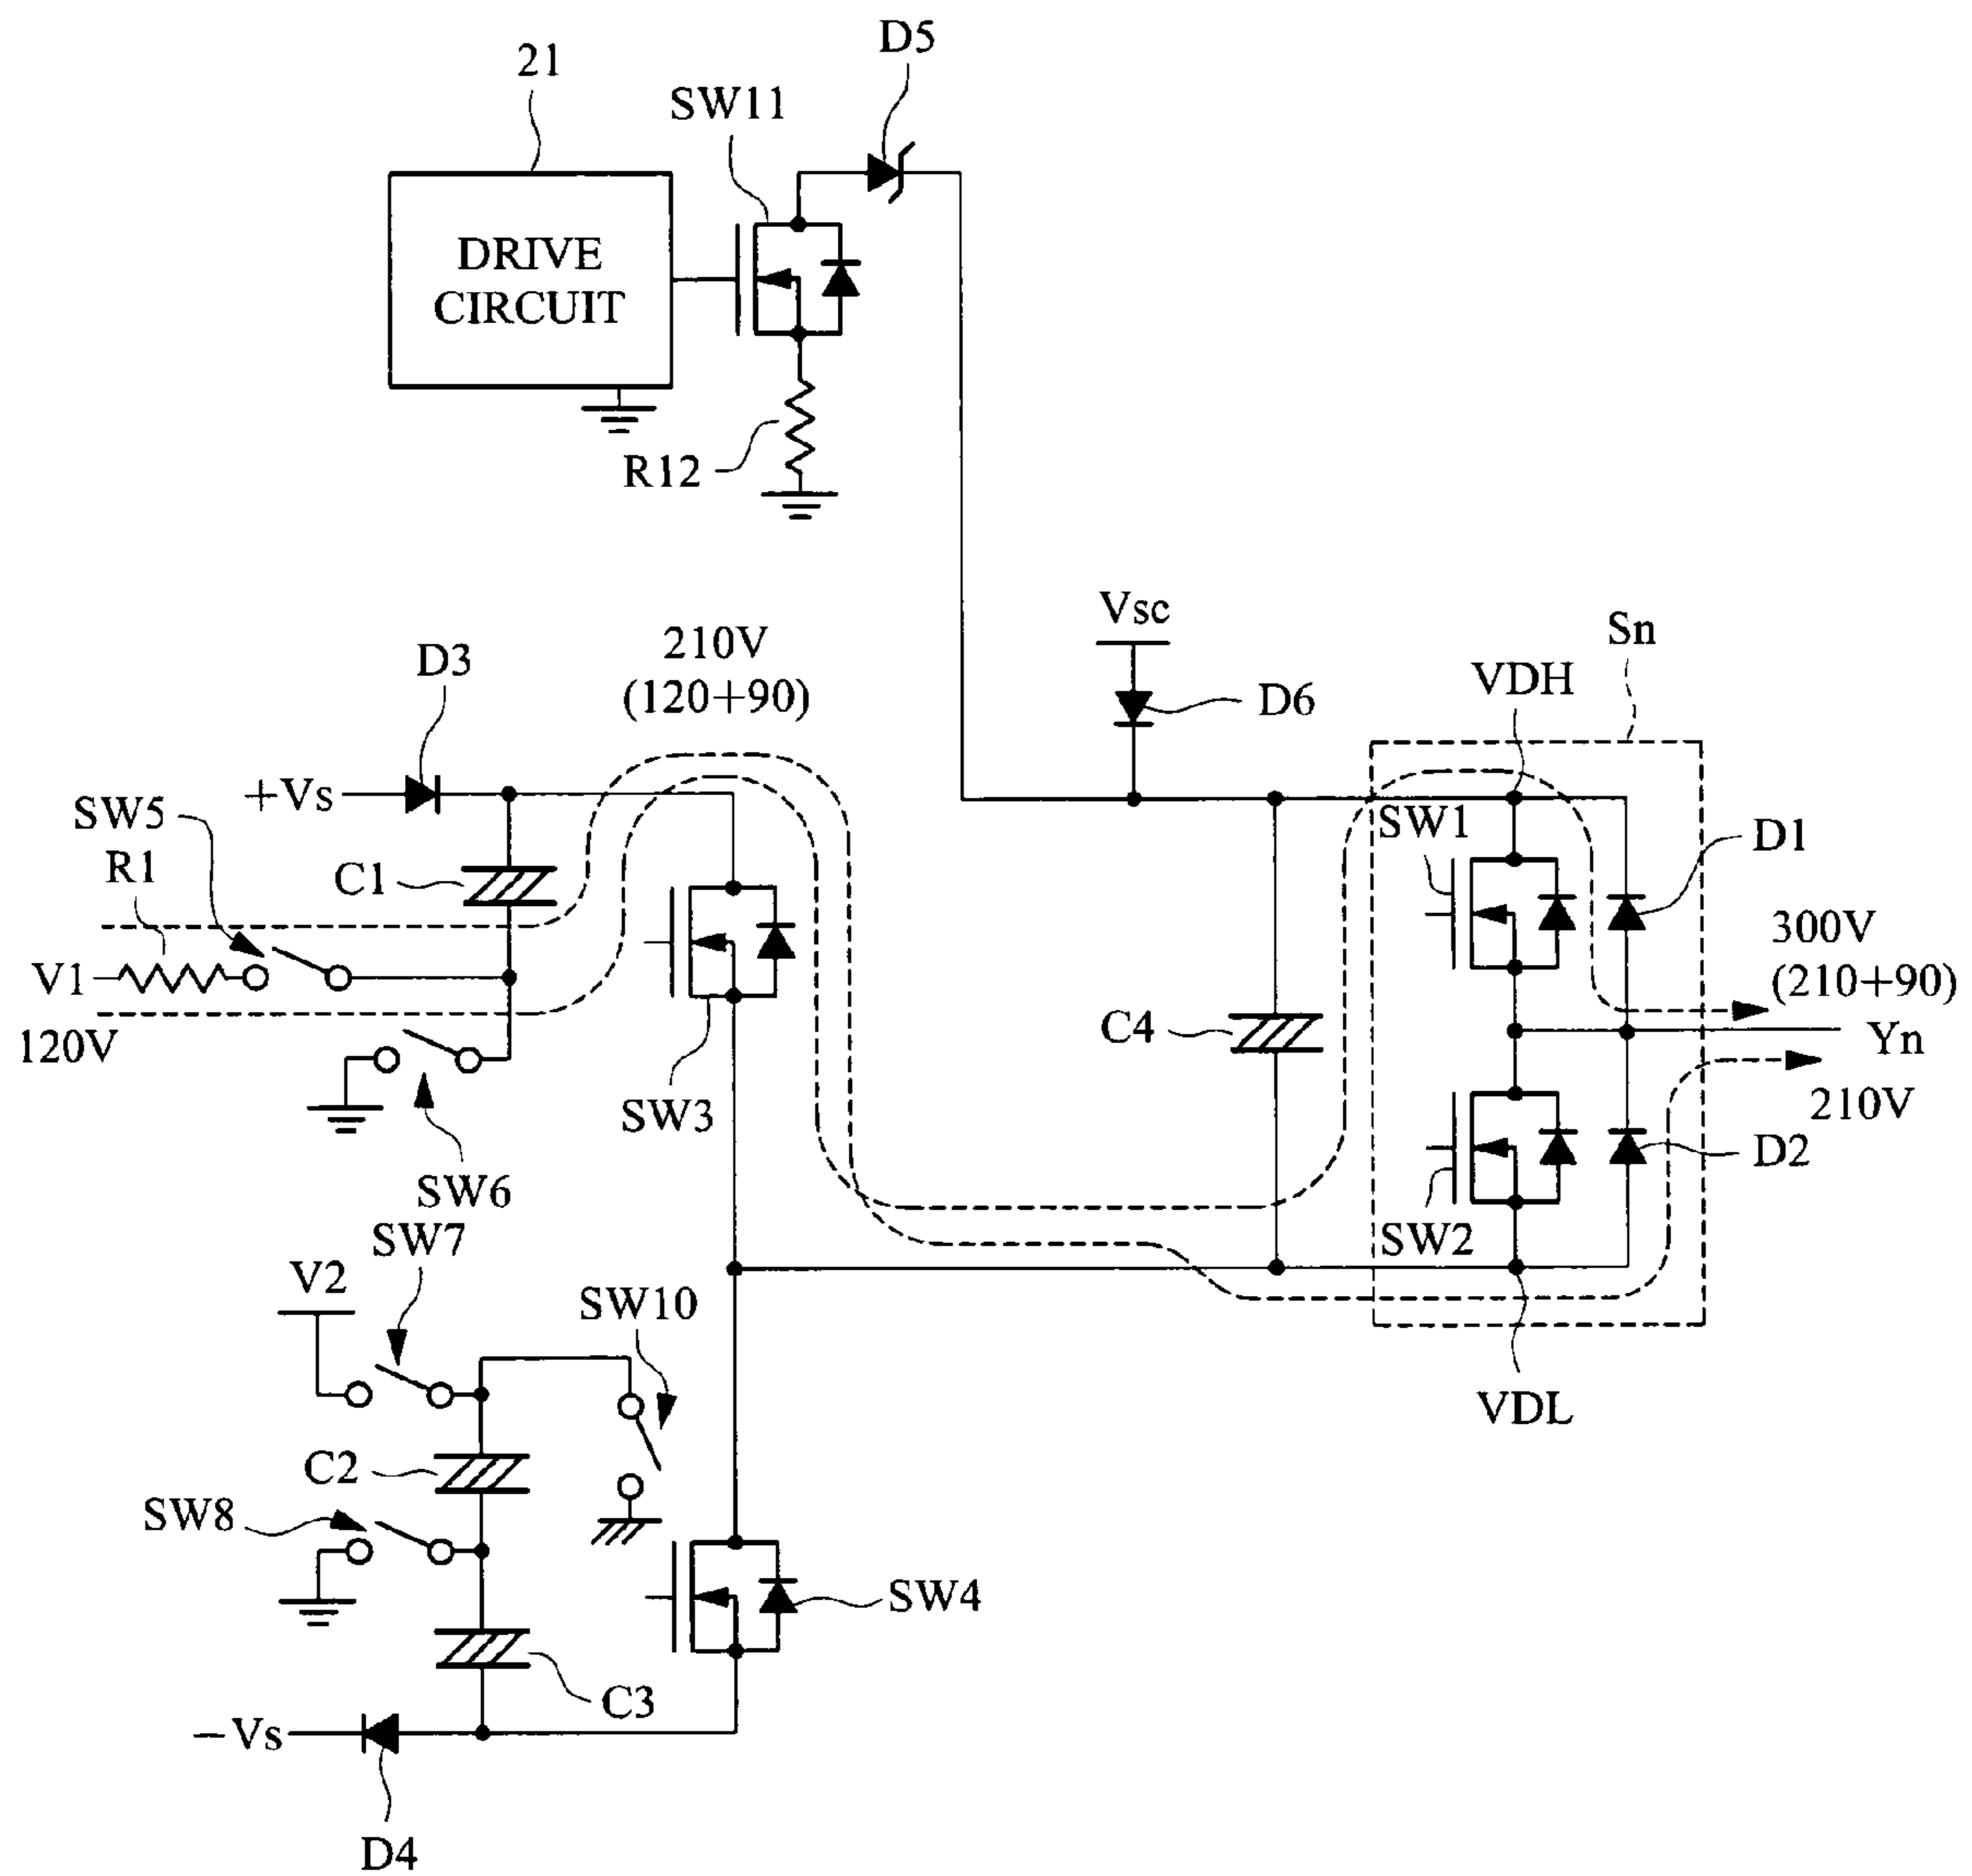 D5
21
SW11
DRIVE
CIRCUIT
R12
Vsc
D6
Sn
VDH
D3
210V
(120+90)
+Vs
SW5
R1
C1
SW1
D1
V1
300V
(210+90)
120V
C4
Yn
SW3
210V
D2
SW6
SW7
SW2
V2
SW10
VDL
C2
SW8
SW4
C3
−Vs
D4